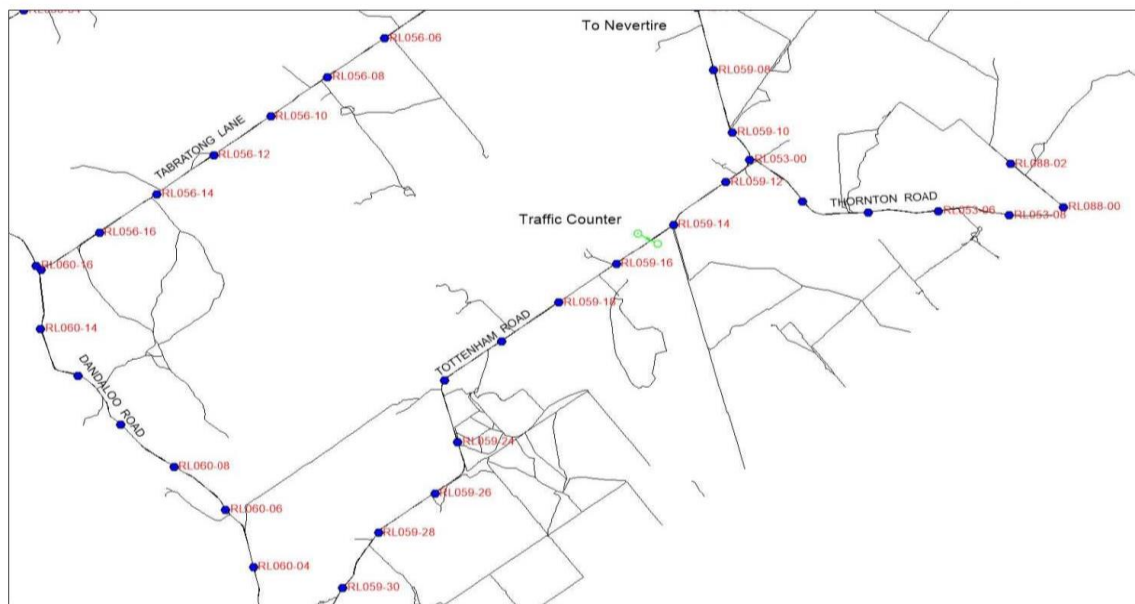 To Nevertire
RL056-06
RL059-08
RL056-08
RL056-10
RL059-10
TABRATONG LANE
RL056-12
RL053-00
RL088-02
RL059-12
RL056-14
THORNTON ROAD
RL088-00
RL053-06
RL053-08
Traffic Counter
RL059-14
RL056-16
RL059-16
RL060-16
RL059-18
RL060-14
TOTTENHAM ROAD
DANDALOO ROAD
RL059-24
RL060-08
RL059-26
RL060-06
RL059-28
RL060-04
RL059-30